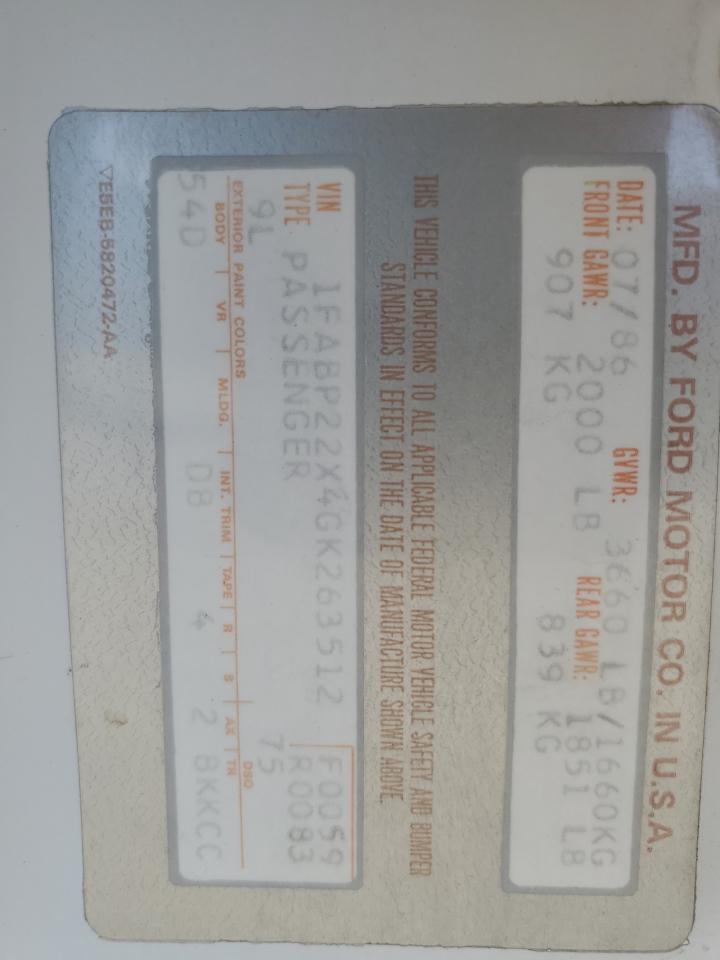 MFD. BY FORD MOTOR CO. IN U.S.A.
DATE: 07/86 GVWR: 3660 LB/1660KG
FRONT GAWR: 2000 LB REAR GAWR: 1851 LB
907 KG 839 KG
THIS VEHICLE CONFORMS TO ALL APPLICABLE FEDERAL MOTOR VEHICLE SAFETY AND BUMPER
STANDARDS IN EFFECT ON THE DATE OF MANUFACTURE SHOWN ABOVE.
VIN 1FABP22X4GK263512 F0059
TYPE PASSENGER R0083
9L 75
EXTERIOR PAINT COLORS DSO
BODY | VR | MLDG. | INT. TRIM | TAPE | R | S | AX | TR
54D DB 4 2 8KKCC
▽E5EB-5820472-AA